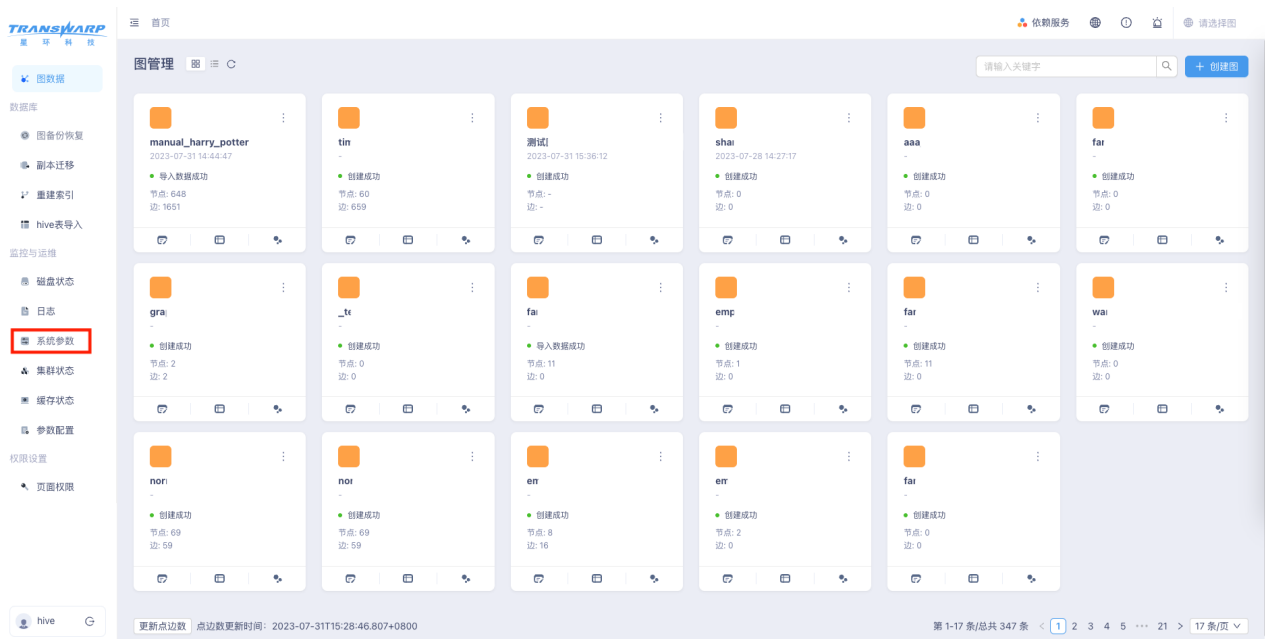 TRANSWARP
星 环 科 技
首页
依赖服务
请选择图
图数据
数据库
图备份恢复
副本迁移
重建索引
hive表导入
监控与运维
磁盘状态
日志
系统参数
集群状态
缓存状态
参数配置
权限设置
页面权限
hive
图管理
请输入关键字
+ 创建图
manual_harry_potter
2023-07-31 14:44:47
导入数据成功
节点: 648
边: 1651
tim
-
创建成功
节点: 60
边: 659
测试
2023-07-31 15:36:12
创建成功
节点: -
边: -
shar
2023-07-28 14:27:17
创建成功
节点: 0
边: 0
aaa
-
创建成功
节点: 0
边: 0
far
-
创建成功
节点: 0
边: 0
gra
-
创建成功
节点: 2
边: 2
_te
-
创建成功
节点: 0
边: 0
fa
-
导入数据成功
节点: 11
边: 0
emp
-
创建成功
节点: 1
边: 0
far
-
创建成功
节点: 11
边: 0
wa
-
创建成功
节点: 0
边: 0
nor
-
创建成功
节点: 69
边: 59
nor
-
创建成功
节点: 69
边: 59
em
-
创建成功
节点: 8
边: 16
em
-
创建成功
节点: 2
边: 0
far
-
创建成功
节点: 0
边: 0
更新点边数 点边数更新时间: 2023-07-31T15:28:46.807+0800
第 1-17 条/总共 347 条 < 1 2 3 4 5 ··· 21 > 17 条/页